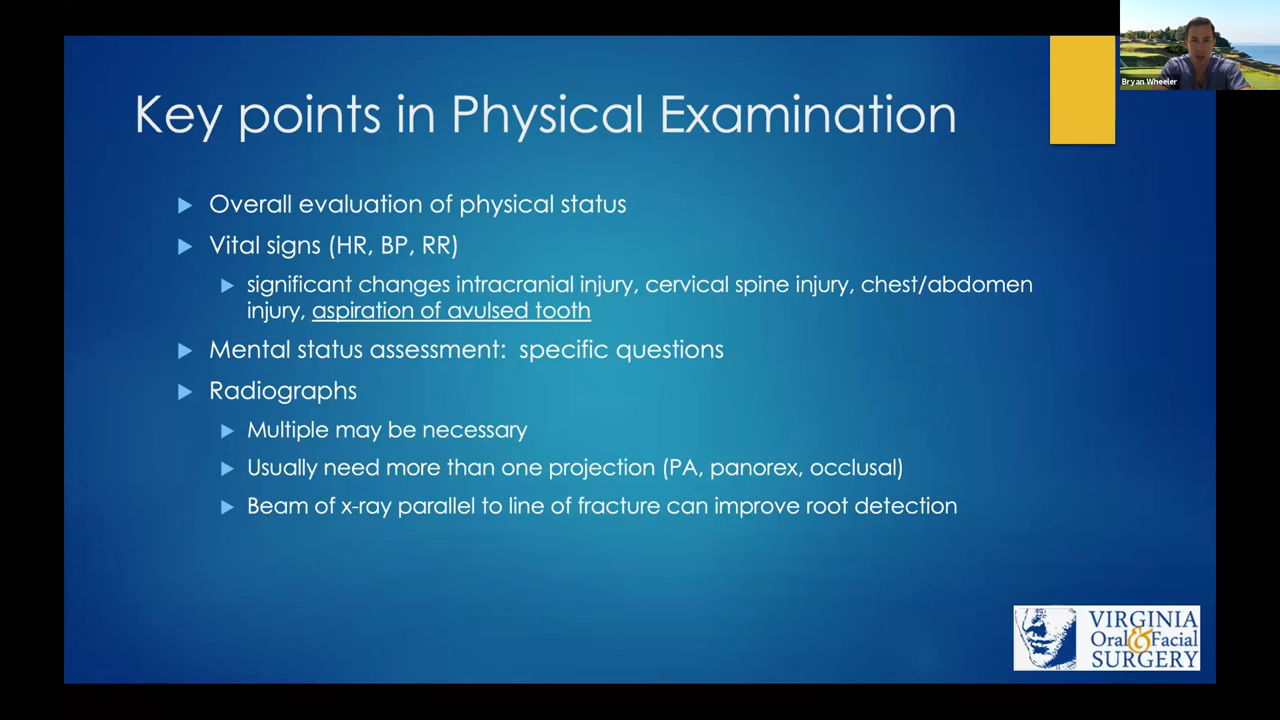 Bryan Wheeler
Key points in Physical Examination
Overall evaluation of physical status
Vital signs (HR, BP, RR)
significant changes intracranial injury, cervical spine injury, chest/abdomen
injury, aspiration of avulsed tooth
Mental status assessment:  specific questions
Radiographs
Multiple may be necessary
Usually need more than one projection (PA, panorex, occlusal)
Beam of x-ray parallel to line of fracture can improve root detection
VIRGINIA
Oral & Facial
SURGERY